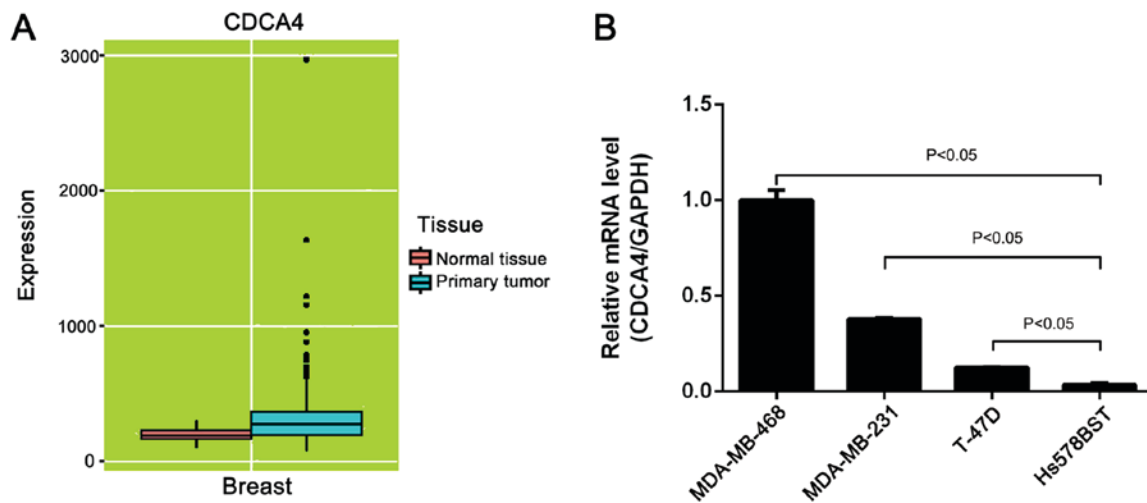 A
CDCA4
Expression
3000
2000
1000
0
Breast
Tissue
Normal tissue
Primary tumor
B
Relative mRNA level
(CDCA4/GAPDH)
1.5
1.0
0.5
0.0
P<0.05
P<0.05
P<0.05
MDA-MB-468
MDA-MB-231
T-47D
Hs578BST